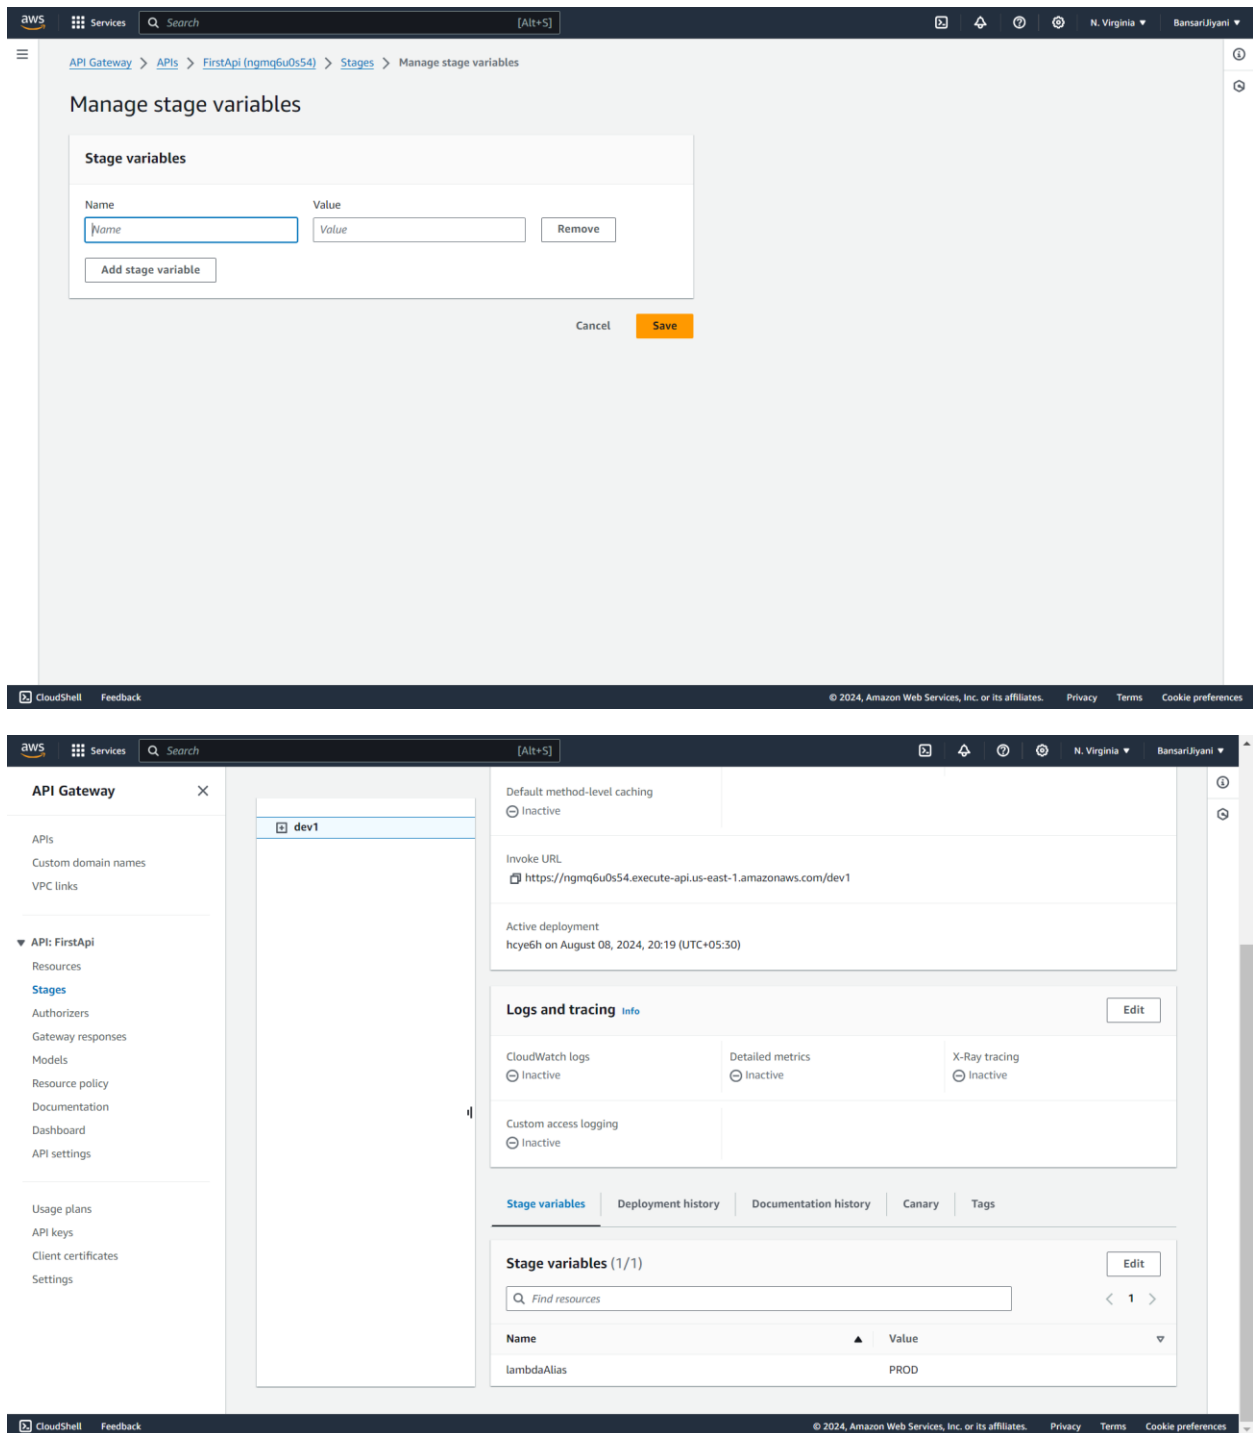 aws Services Search [Alt+S] N. Virginia BansariJiyani
API Gateway > APIs > FirstApi (ngmq6u0s54) > Stages > Manage stage variables
Manage stage variables
Stage variables
Name Value
Name Value Remove
Add stage variable
Cancel Save
CloudShell Feedback © 2024, Amazon Web Services, Inc. or its affiliates. Privacy Terms Cookie preferences
aws Services Search [Alt+S] N. Virginia BansariJiyani
API Gateway
APIs
Custom domain names
VPC links
API: FirstApi
Resources
Stages
Authorizers
Gateway responses
Models
Resource policy
Documentation
Dashboard
API settings
Usage plans
API keys
Client certificates
Settings
dev1
Default method-level caching
Inactive
Invoke URL
https://ngmq6u0s54.execute-api.us-east-1.amazonaws.com/dev1
Active deployment
hcye6h on August 08, 2024, 20:19 (UTC+05:30)
Logs and tracing Info Edit
CloudWatch logs Detailed metrics X-Ray tracing
Inactive Inactive Inactive
Custom access logging
Inactive
Stage variables Deployment history Documentation history Canary Tags
Stage variables (1/1) Edit
Find resources 1
Name Value
lambdaAlias PROD
CloudShell Feedback © 2024, Amazon Web Services, Inc. or its affiliates. Privacy Terms Cookie preferences